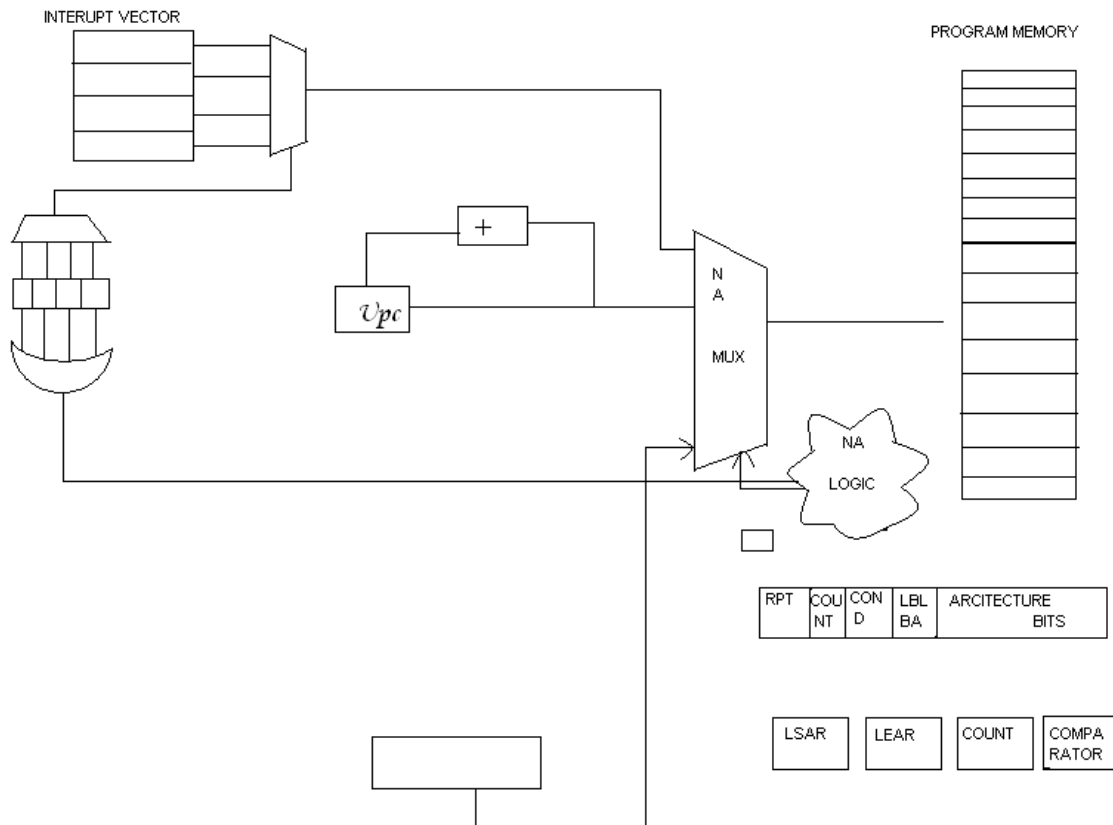 INTERUPT VECTOR
PROGRAM MEMORY
+
Upc
N
A
MUX
NA
LOGIC
RPT
COU
NT
CON
D
LBL
BA
ARCITECTURE
BITS
LSAR
LEAR
COUNT
COMPA
RATOR